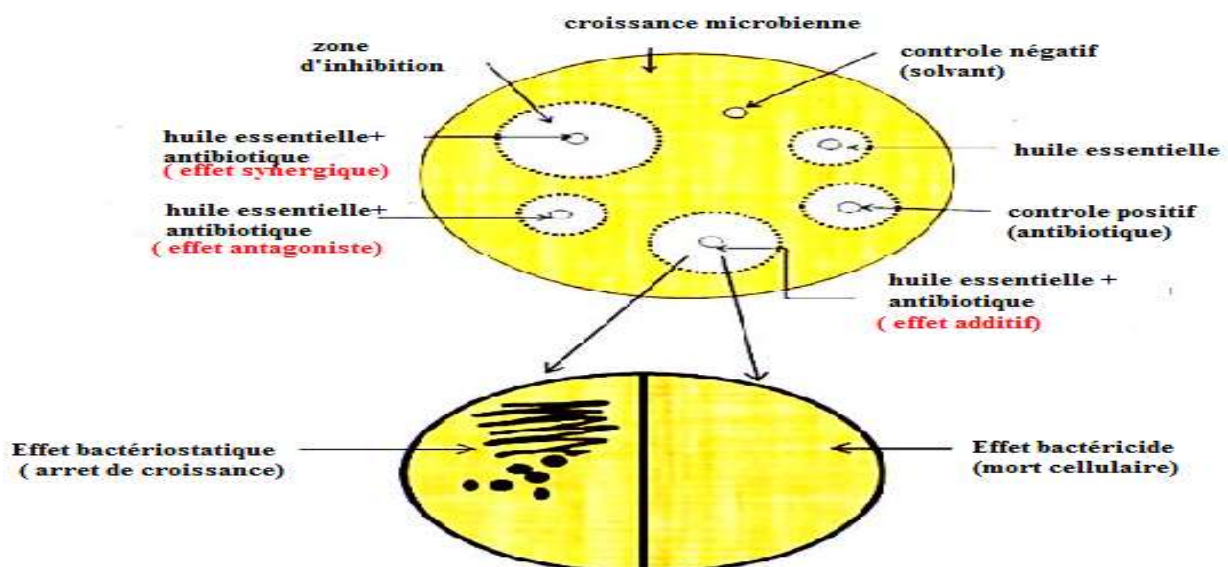 croissance microbienne
zone
d'inhibition
controle négatif
(solvant)
huile essentielle+
antibiotique
( effet synergique)
huile essentielle
huile essentielle+
antibiotique
( effet antagoniste)
controle positif
(antibiotique)
huile essentielle +
antibiotique
( effet additif)
Effet bactériostatique
( arret de croissance)
Effet bactéricide
(mort cellulaire)